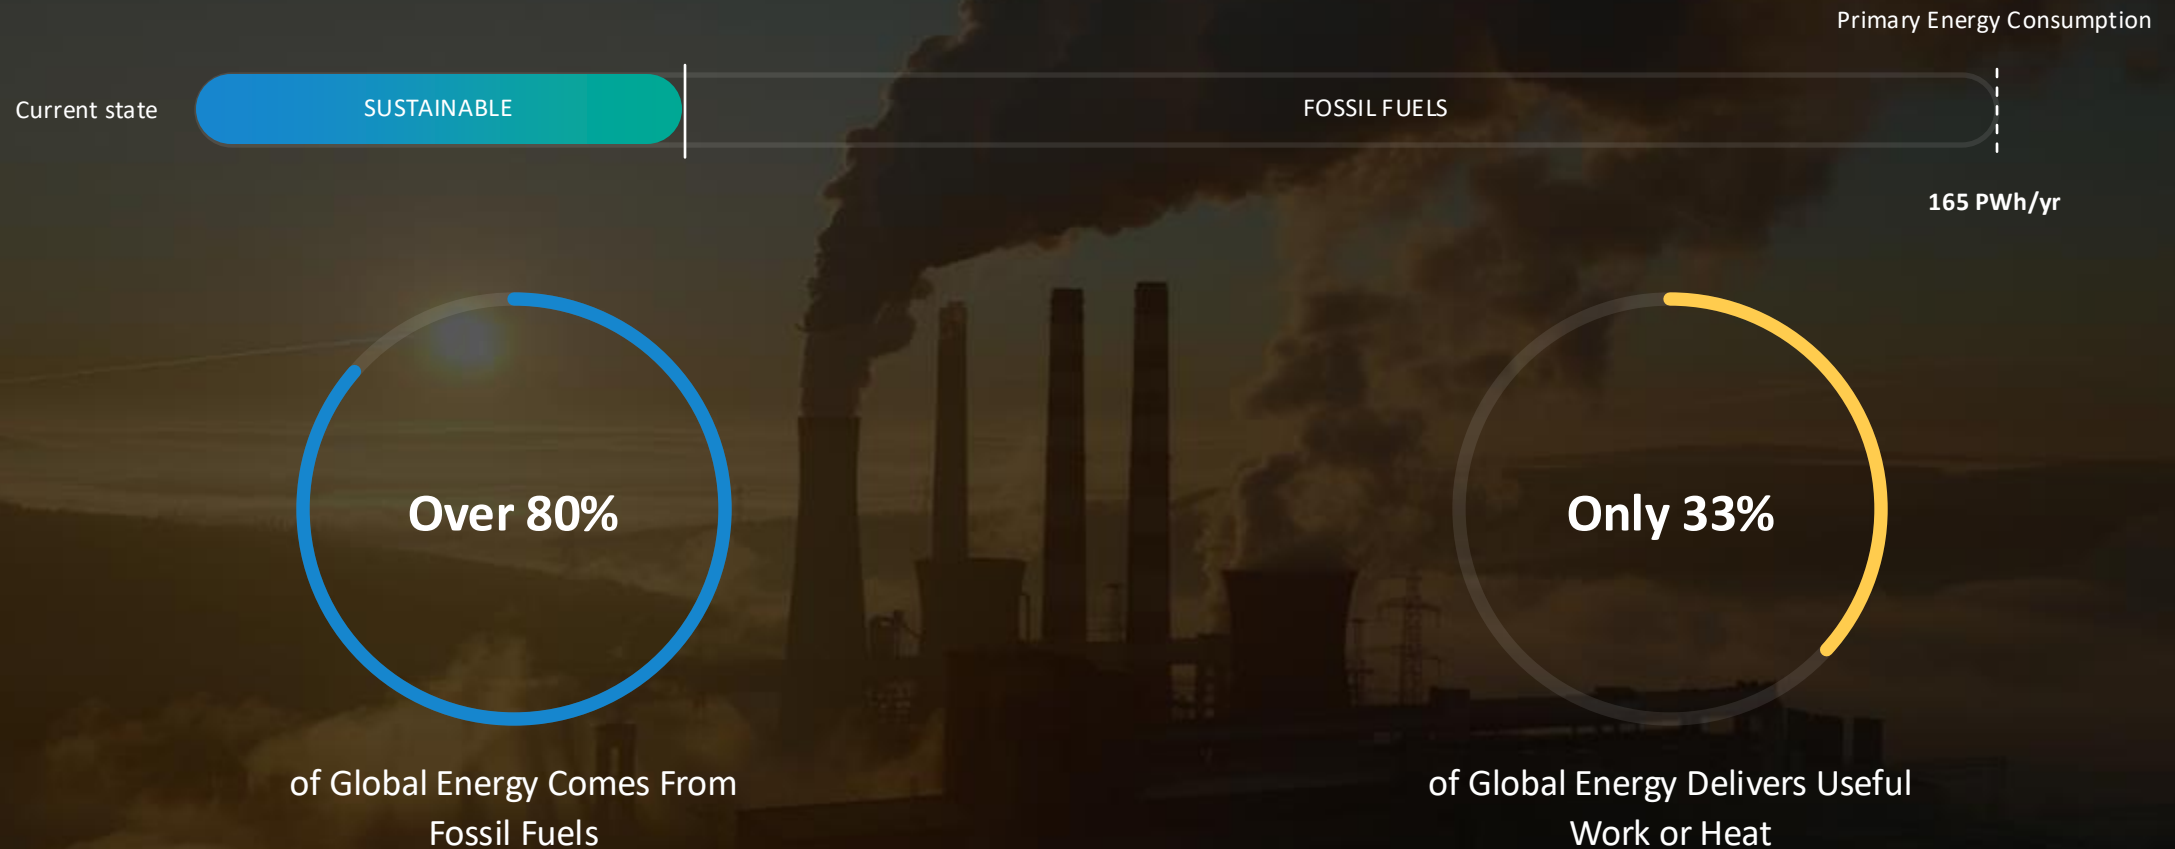 Primary Energy Consumption
Current state
SUSTAINABLE
FOSSIL FUELS
165 PWh/yr
Over 80%
of Global Energy Comes From
Fossil Fuels
Only 33%
of Global Energy Delivers Useful
Work or Heat